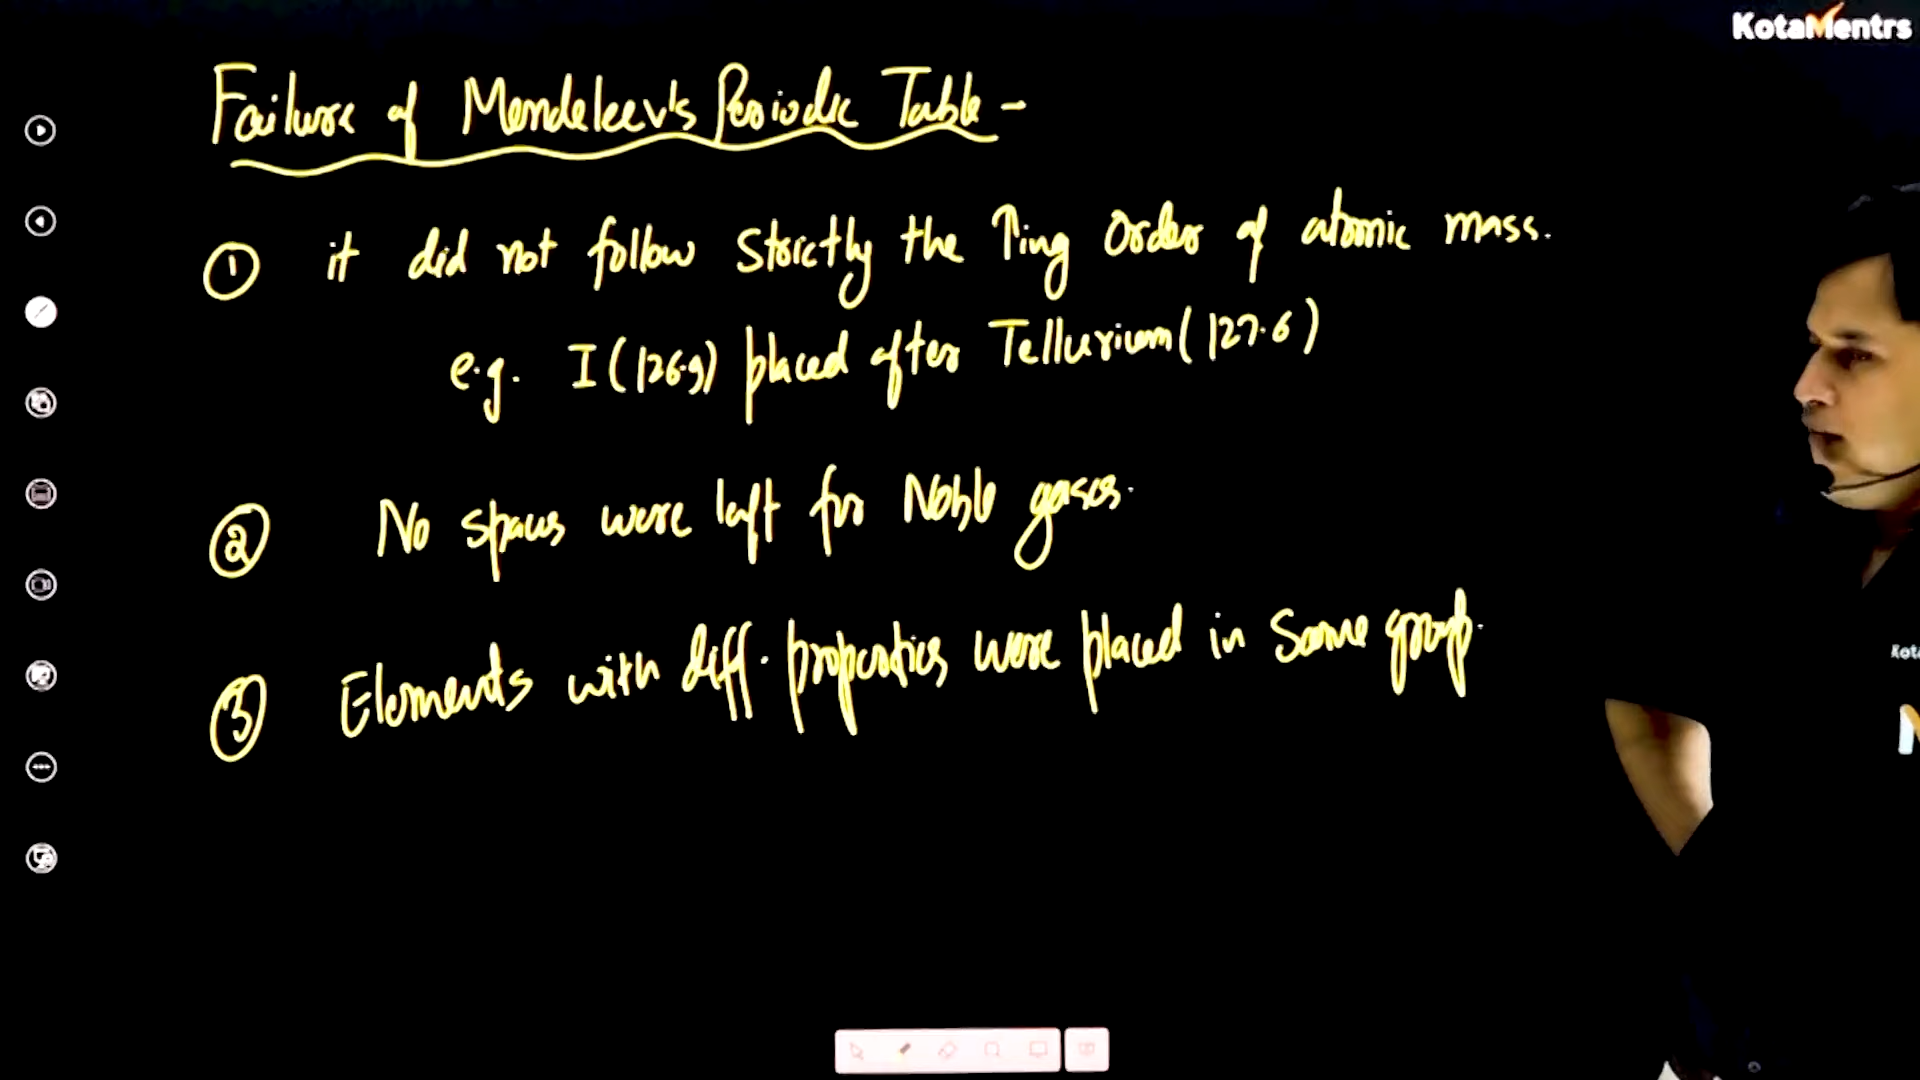 KotaMentrs
Failure of Mendeleev's Periodic Table -
① it did not follow Strictly the ↑ing Order of atomic mass.
e.g. I (126.9) placed after Tellurium (127.6)
② No spaces were left for Noble gases.
③ Elements with diff. properties were placed in Same group.
Kota
N